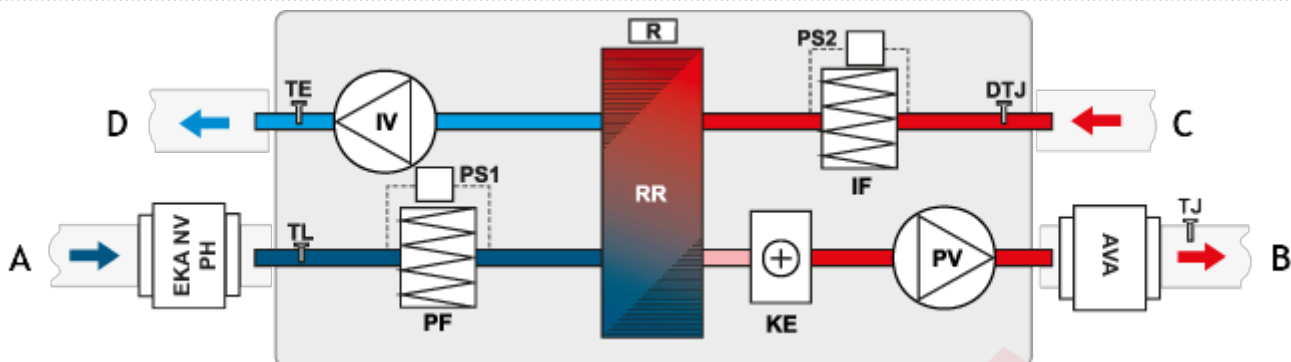 R
PS2
TE
DTJ
D
IV
C
PS1
IF
RR
TL
TJ
A
EKA NV
PH
PV
AVA
B
PF
KE